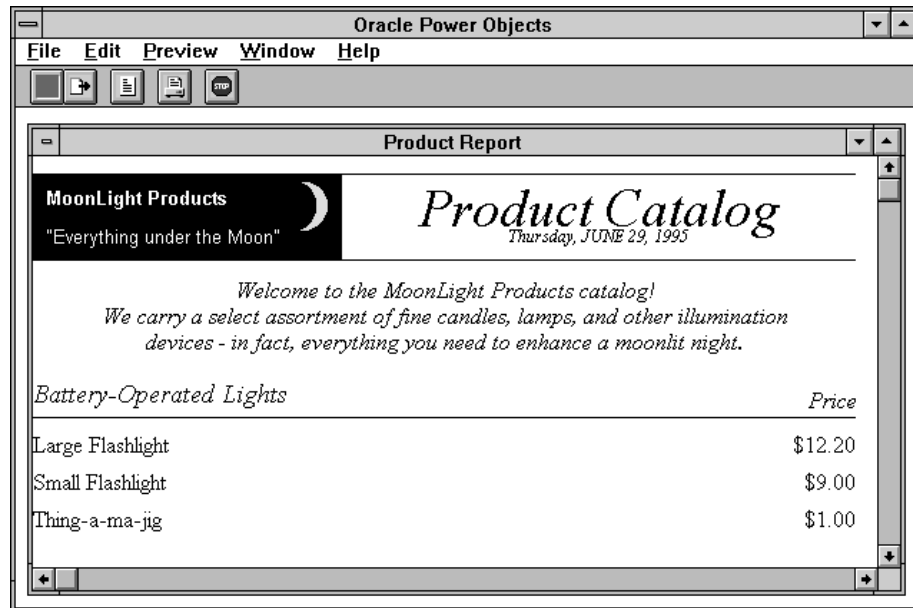 Oracle Power Objects
File Edit Preview Window Help
STOP
Product Report
MoonLight Products
"Everything under the Moon"
Product Catalog
Thursday, JUNE 29, 1995
Welcome to the MoonLight Products catalog!
We carry a select assortment of fine candles, lamps, and other illumination
devices - in fact, everything you need to enhance a moonlit night.
Battery-Operated Lights Price
Large Flashlight $12.20
Small Flashlight $9.00
Thing-a-ma-jig $1.00